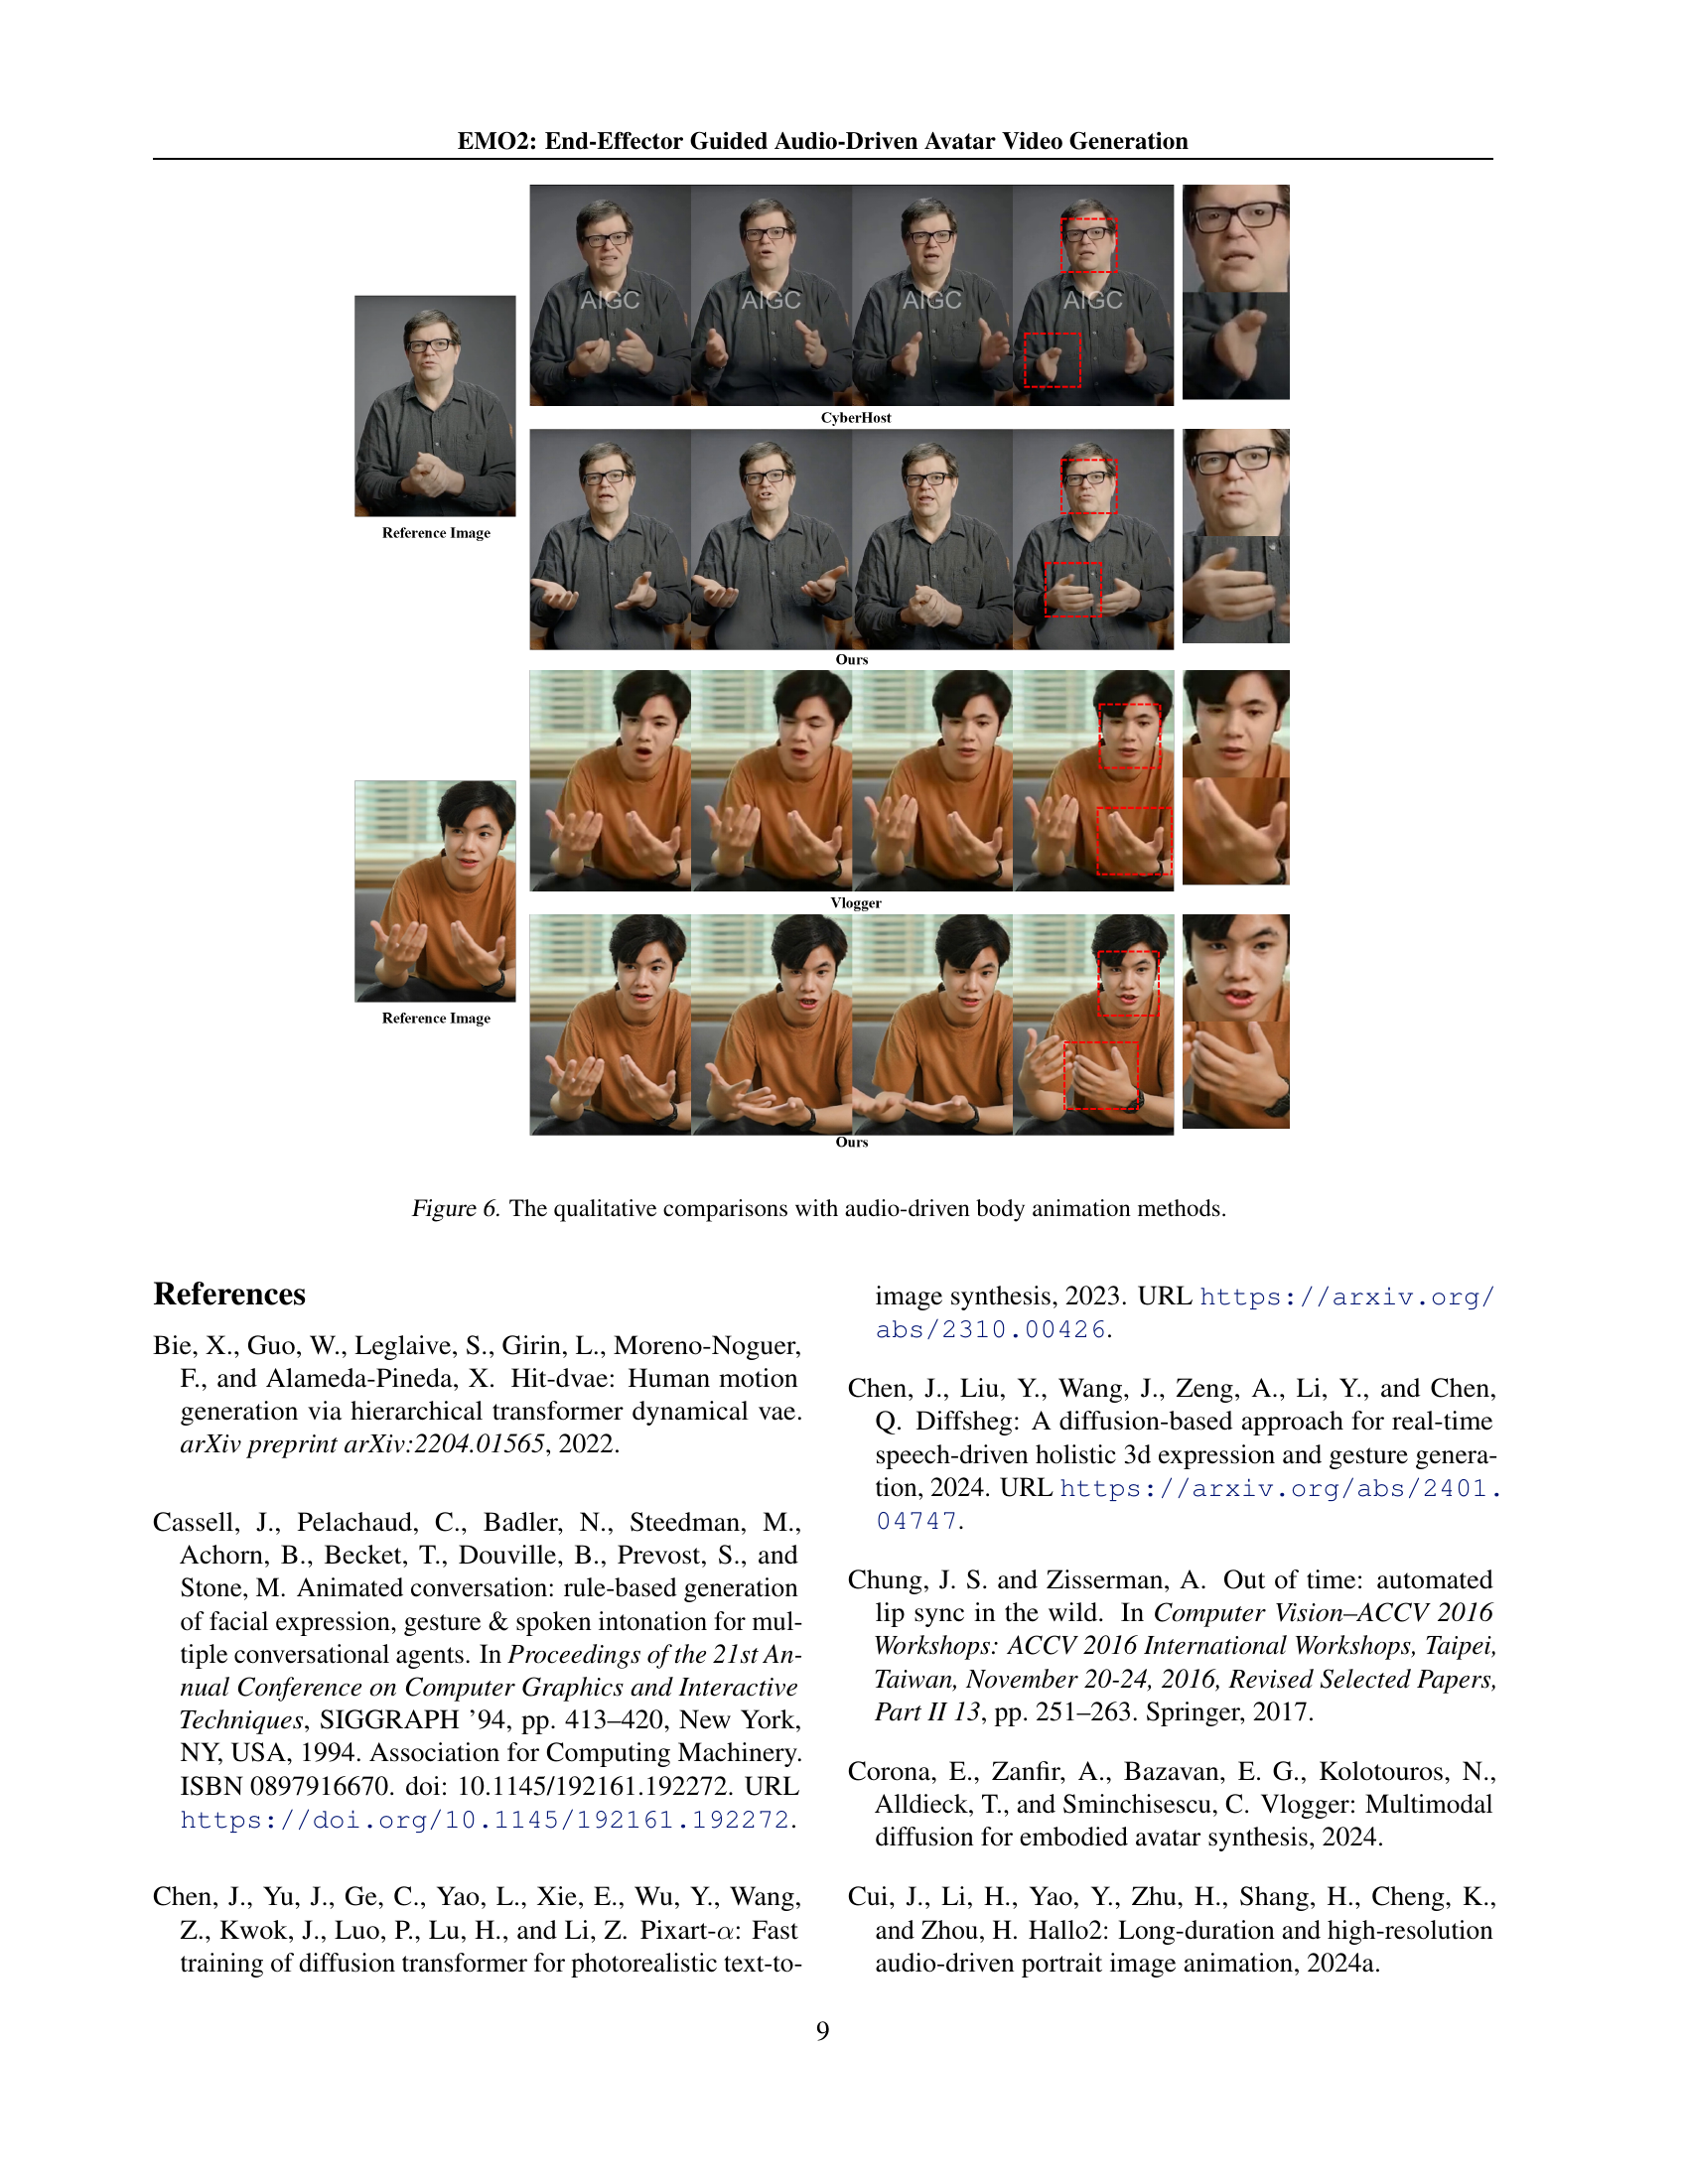 EMO2: End-Effector Guided Audio-Driven Avatar Video Generation
AIGC AIGC AIGC AIGC
CyberHost
Reference Image
Ours
Vlogger
Reference Image
Ours
Figure 6. The qualitative comparisons with audio-driven body animation methods.
References
Bie, X., Guo, W., Leglaive, S., Girin, L., Moreno-Noguer,
F., and Alameda-Pineda, X. Hit-dvae: Human motion
generation via hierarchical transformer dynamical vae.
arXiv preprint arXiv:2204.01565, 2022.
Cassell, J., Pelachaud, C., Badler, N., Steedman, M.,
Achorn, B., Becket, T., Douville, B., Prevost, S., and
Stone, M. Animated conversation: rule-based generation
of facial expression, gesture & spoken intonation for mul-
tiple conversational agents. In Proceedings of the 21st An-
nual Conference on Computer Graphics and Interactive
Techniques, SIGGRAPH ’94, pp. 413–420, New York,
NY, USA, 1994. Association for Computing Machinery.
ISBN 0897916670. doi: 10.1145/192161.192272. URL
https://doi.org/10.1145/192161.192272.
Chen, J., Yu, J., Ge, C., Yao, L., Xie, E., Wu, Y., Wang,
Z., Kwok, J., Luo, P., Lu, H., and Li, Z. Pixart-α: Fast
training of diffusion transformer for photorealistic text-to-
image synthesis, 2023. URL https://arxiv.org/
abs/2310.00426.
Chen, J., Liu, Y., Wang, J., Zeng, A., Li, Y., and Chen,
Q. Diffsheg: A diffusion-based approach for real-time
speech-driven holistic 3d expression and gesture genera-
tion, 2024. URL https://arxiv.org/abs/2401.
04747.
Chung, J. S. and Zisserman, A. Out of time: automated
lip sync in the wild. In Computer Vision–ACCV 2016
Workshops: ACCV 2016 International Workshops, Taipei,
Taiwan, November 20-24, 2016, Revised Selected Papers,
Part II 13, pp. 251–263. Springer, 2017.
Corona, E., Zanfir, A., Bazavan, E. G., Kolotouros, N.,
Alldieck, T., and Sminchisescu, C. Vlogger: Multimodal
diffusion for embodied avatar synthesis, 2024.
Cui, J., Li, H., Yao, Y., Zhu, H., Shang, H., Cheng, K.,
and Zhou, H. Hallo2: Long-duration and high-resolution
audio-driven portrait image animation, 2024a.
9